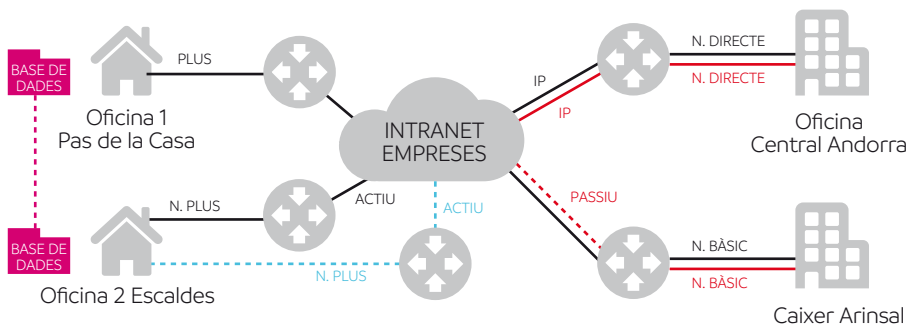 BASE DE
DADES
PLUS
Oficina 1
Pas de la Casa
INTRANET
EMPRESES
IP
IP
N. DIRECTE
N. DIRECTE
Oficina
Central Andorra
BASE DE
DADES
N. PLUS
ACTIU
ACTIU
N. PLUS
Oficina 2 Escaldes
PASSIU
N. BÀSIC
N. BÀSIC
Caixer Arinsal